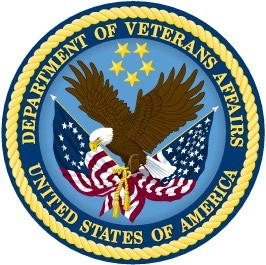 DEPARTMENT OF VETERANS AFFAIRS
UNITED STATES OF AMERICA